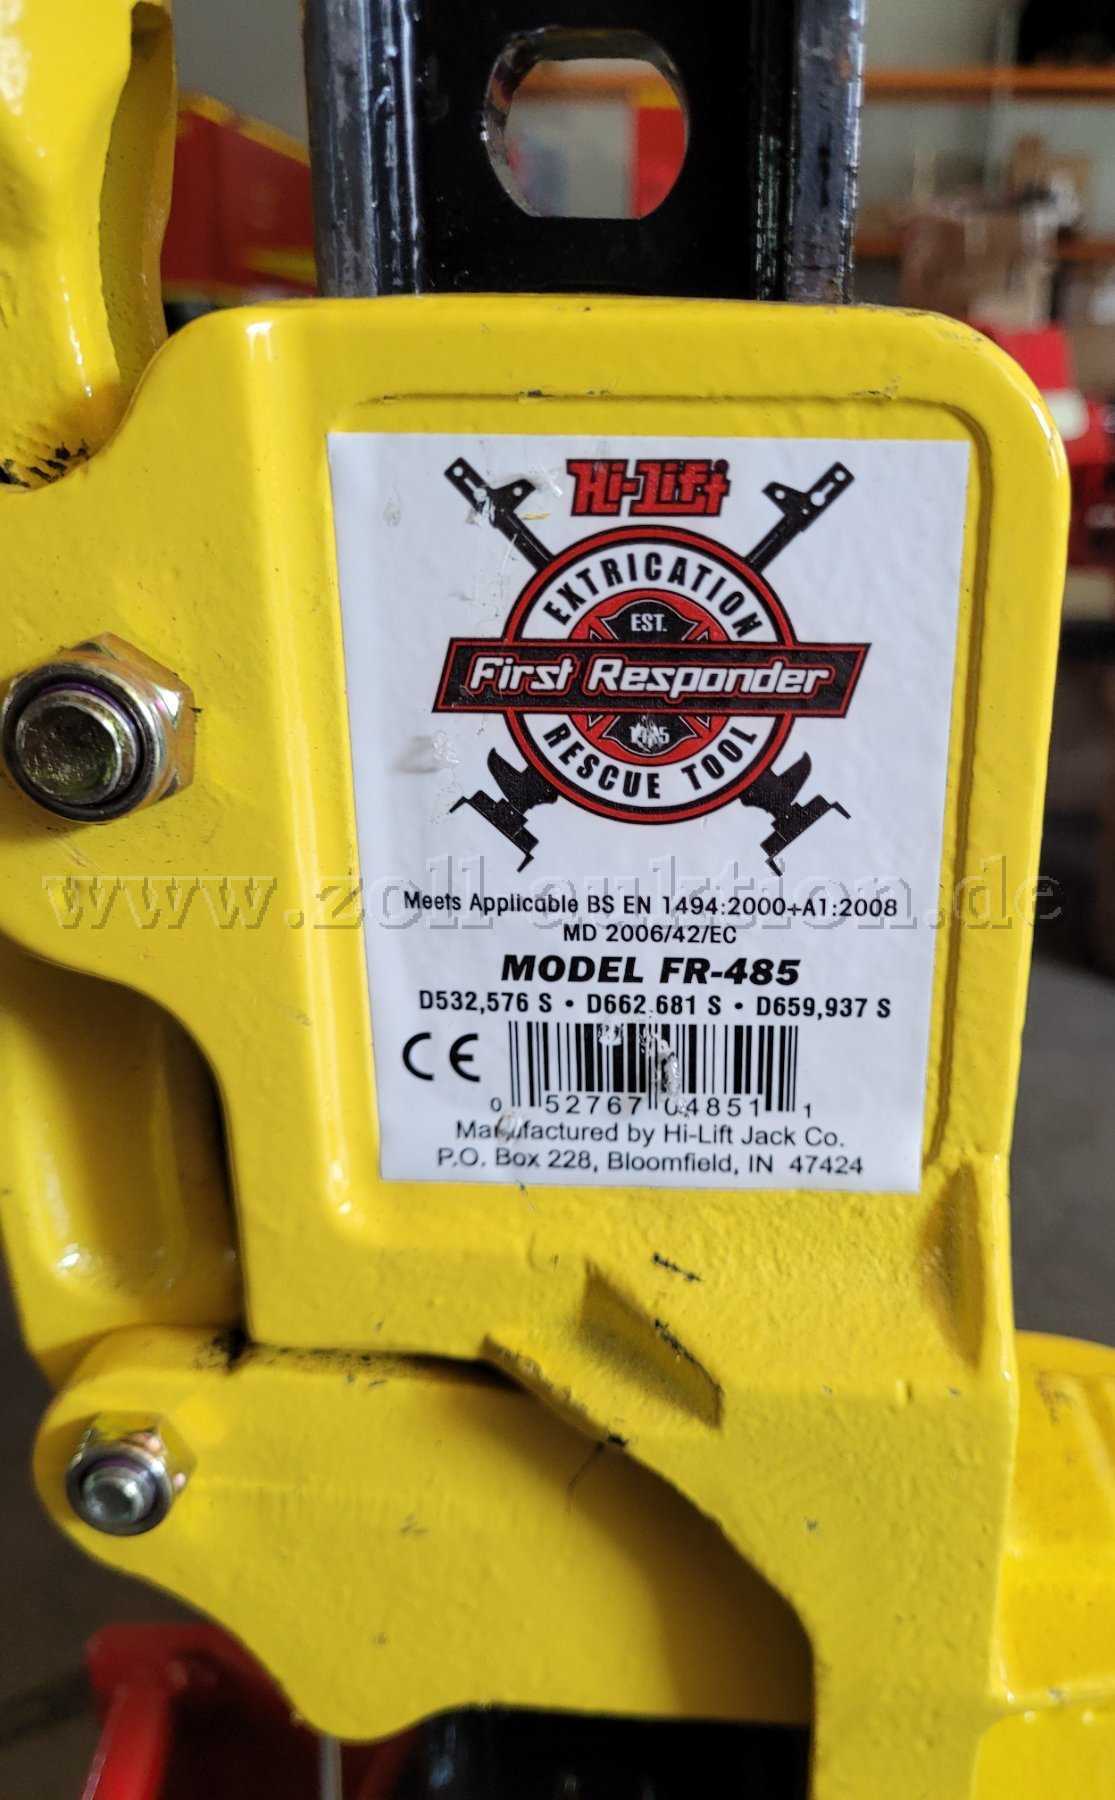 Hi-Lift
EXTRICATION
EST.
First Responder
RESCUE TOOL
www.zoll-auktion.de
Meets Applicable BS EN 1494:2000+A1:2008
MD 2006/42/EC
MODEL FR-485
D532,576 S • D662,681 S • D659,937 S
CE
0 52767 04851 1
Manufactured by Hi-Lift Jack Co.
P.O. Box 228, Bloomfield, IN 47424